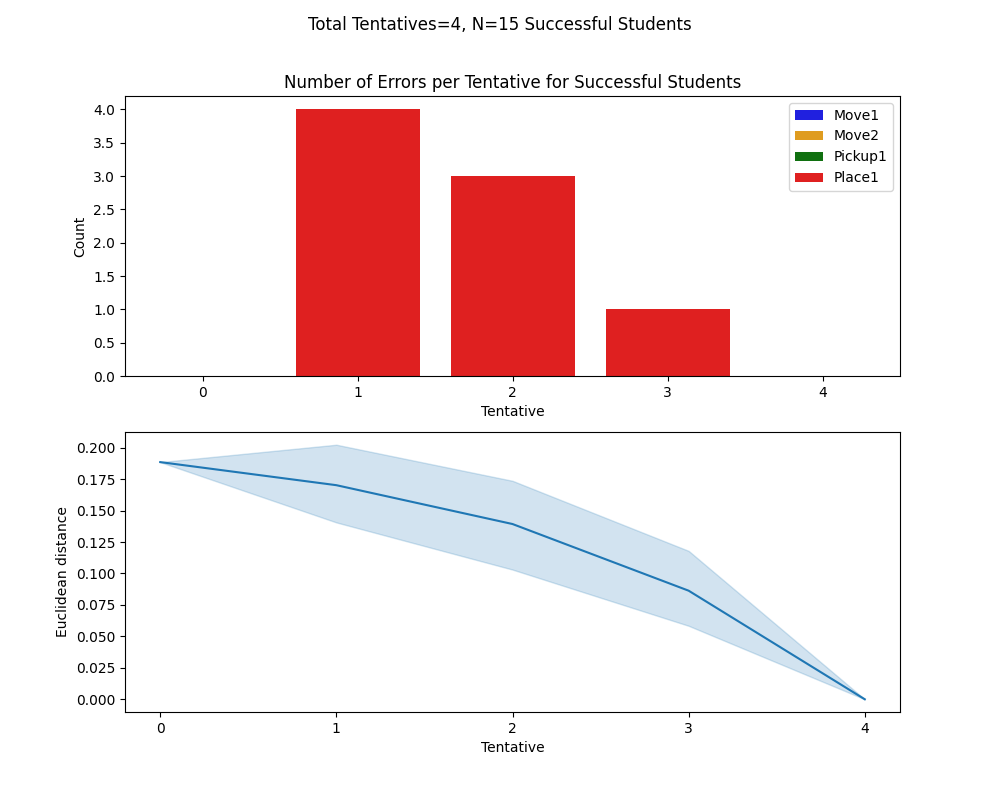 Total Tentatives=4, N=15 Successful Students
Number of Errors per Tentative for Successful Students
4.0
3.5
3.0
2.5
2.0
1.5
1.0
0.5
0.0
Count
Move1
Move2
Pickup1
Place1
0 1 2 3 4
Tentative
0.200
0.175
0.150
0.125
0.100
0.075
0.050
0.025
0.000
Euclidean distance
0 1 2 3 4
Tentative